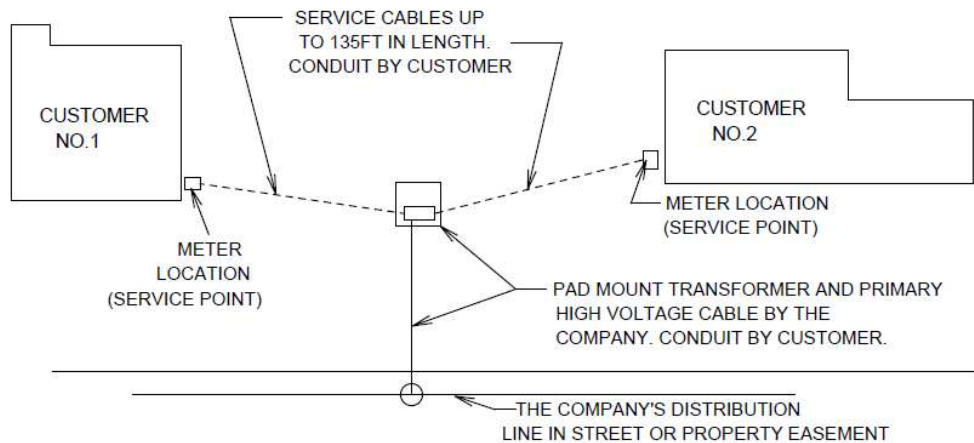 SERVICE CABLES UP
TO 135FT IN LENGTH.
CONDUIT BY CUSTOMER
CUSTOMER
NO.1
CUSTOMER
NO.2
METER
LOCATION
(SERVICE POINT)
METER LOCATION
(SERVICE POINT)
PAD MOUNT TRANSFORMER AND PRIMARY
HIGH VOLTAGE CABLE BY THE
COMPANY. CONDUIT BY CUSTOMER.
THE COMPANY'S DISTRIBUTION
LINE IN STREET OR PROPERTY EASEMENT